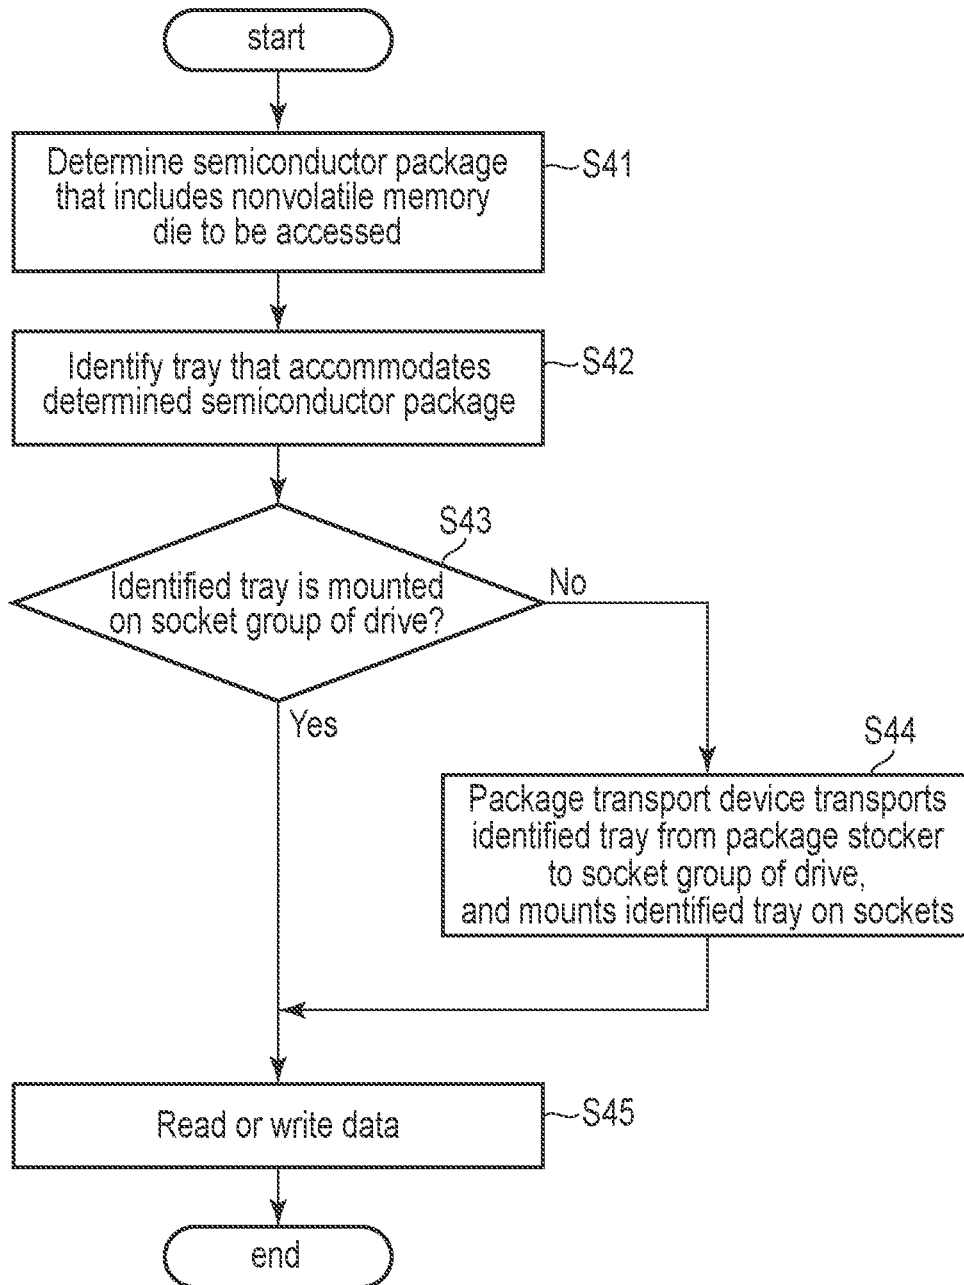 start
Determine semiconductor package
that includes nonvolatile memory
die to be accessed
S41
Identify tray that accommodates
determined semiconductor package
S42
S43
Identified tray is mounted
on socket group of drive?
No
Yes
S44
Package transport device transports
identified tray from package stocker
to socket group of drive,
and mounts identified tray on sockets
Read or write data
S45
end